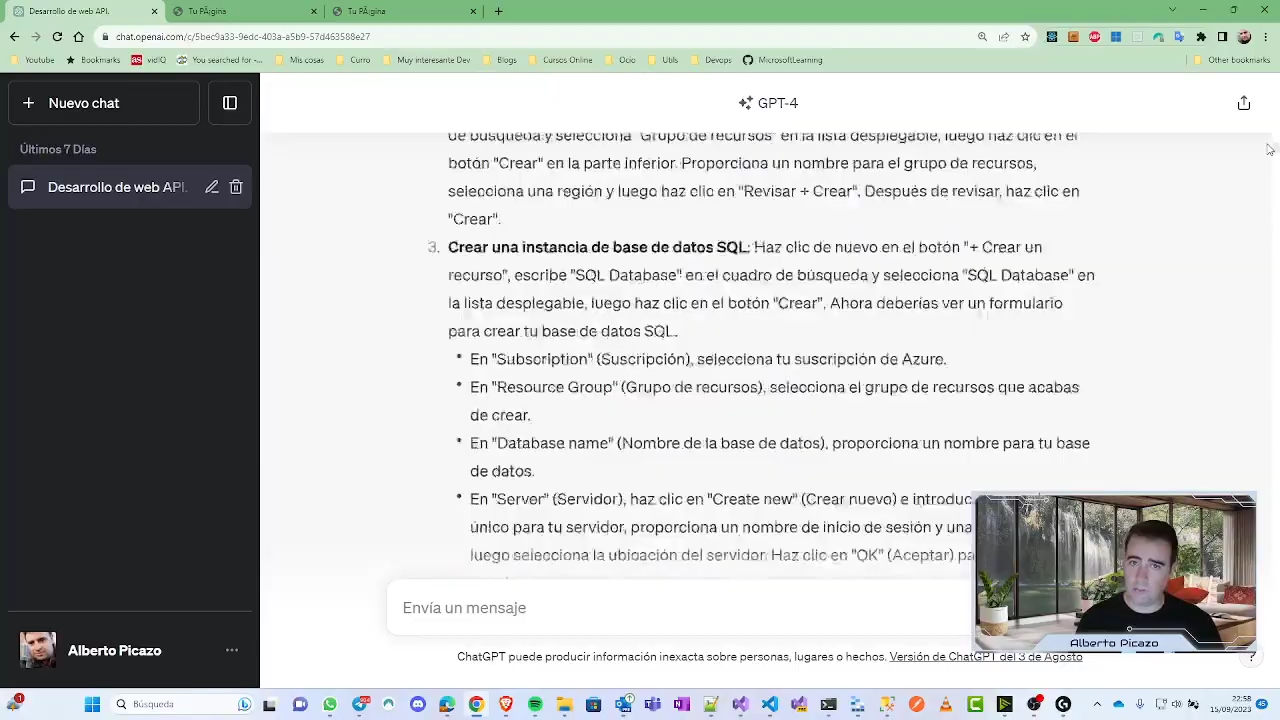 Desarrollo de web API.
Tu PÁgina
Tu PÁgina
chat.openai.com/c/5bec9a33-9edc-403a-a5b9-57d463588e27
Youtube
Bookmarks
vidIQ
You searched for -...
Mis cosas
Curro
Muy interesante Dev
Blogs
Cursos Online
Ocio
Utils
Devops
MicrosoftLearning
Other bookmarks
Nuevo chat
GPT-4
Últimos 7 Días
Desarrollo de web API.
de búsqueda y selecciona "Grupo de recursos" en la lista desplegable, luego haz clic en el
botón "Crear" en la parte inferior. Proporciona un nombre para el grupo de recursos,
selecciona una región y luego haz clic en "Revisar + Crear". Después de revisar, haz clic en
"Crear".
3. Crear una instancia de base de datos SQL: Haz clic de nuevo en el botón "+ Crear un
recurso", escribe "SQL Database" en el cuadro de búsqueda y selecciona "SQL Database" en
la lista desplegable, luego haz clic en el botón "Crear". Ahora deberías ver un formulario
para crear tu base de datos SQL.
• En "Subscription" (Suscripción), selecciona tu suscripción de Azure.
• En "Resource Group" (Grupo de recursos), selecciona el grupo de recursos que acabas
de crear.
• En "Database name" (Nombre de la base de datos), proporciona un nombre para tu base
de datos.
• En "Server" (Servidor), haz clic en "Create new" (Crear nuevo) e introduc
único para tu servidor, proporciona un nombre de inicio de sesión y una
luego selecciona la ubicación del servidor. Haz clic en "OK" (Aceptar) pa
Envía un mensaje
Alberto Picazo
Alberto Picazo
ChatGPT puede producir información inexacta sobre personas, lugares o hechos. Versión de ChatGPT del 3 de Agosto
?
Búsqueda
22:58
15/09/2023